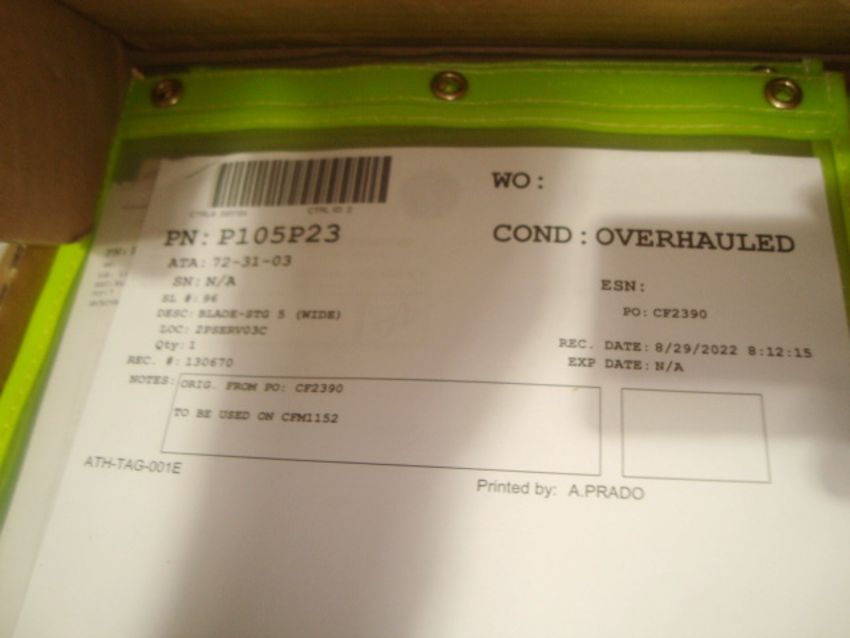 WO:
PN: P105P23
COND: OVERHAULED
ATA: 72-31-03
SN: N/A
ESN:
SL #: 96
PO: CF2390
DESC: BLADE-STG 5 (WIDE)
LOC: 2PSERV03C
Qty: 1
REC. DATE: 8/29/2022 8:12:15
REC. #: 130670
EXP DATE: N/A
NOTES: ORIG. FROM PO: CF2390
TO BE USED ON CFM1152
ATH-TAG-001E
Printed by: A.PRADO